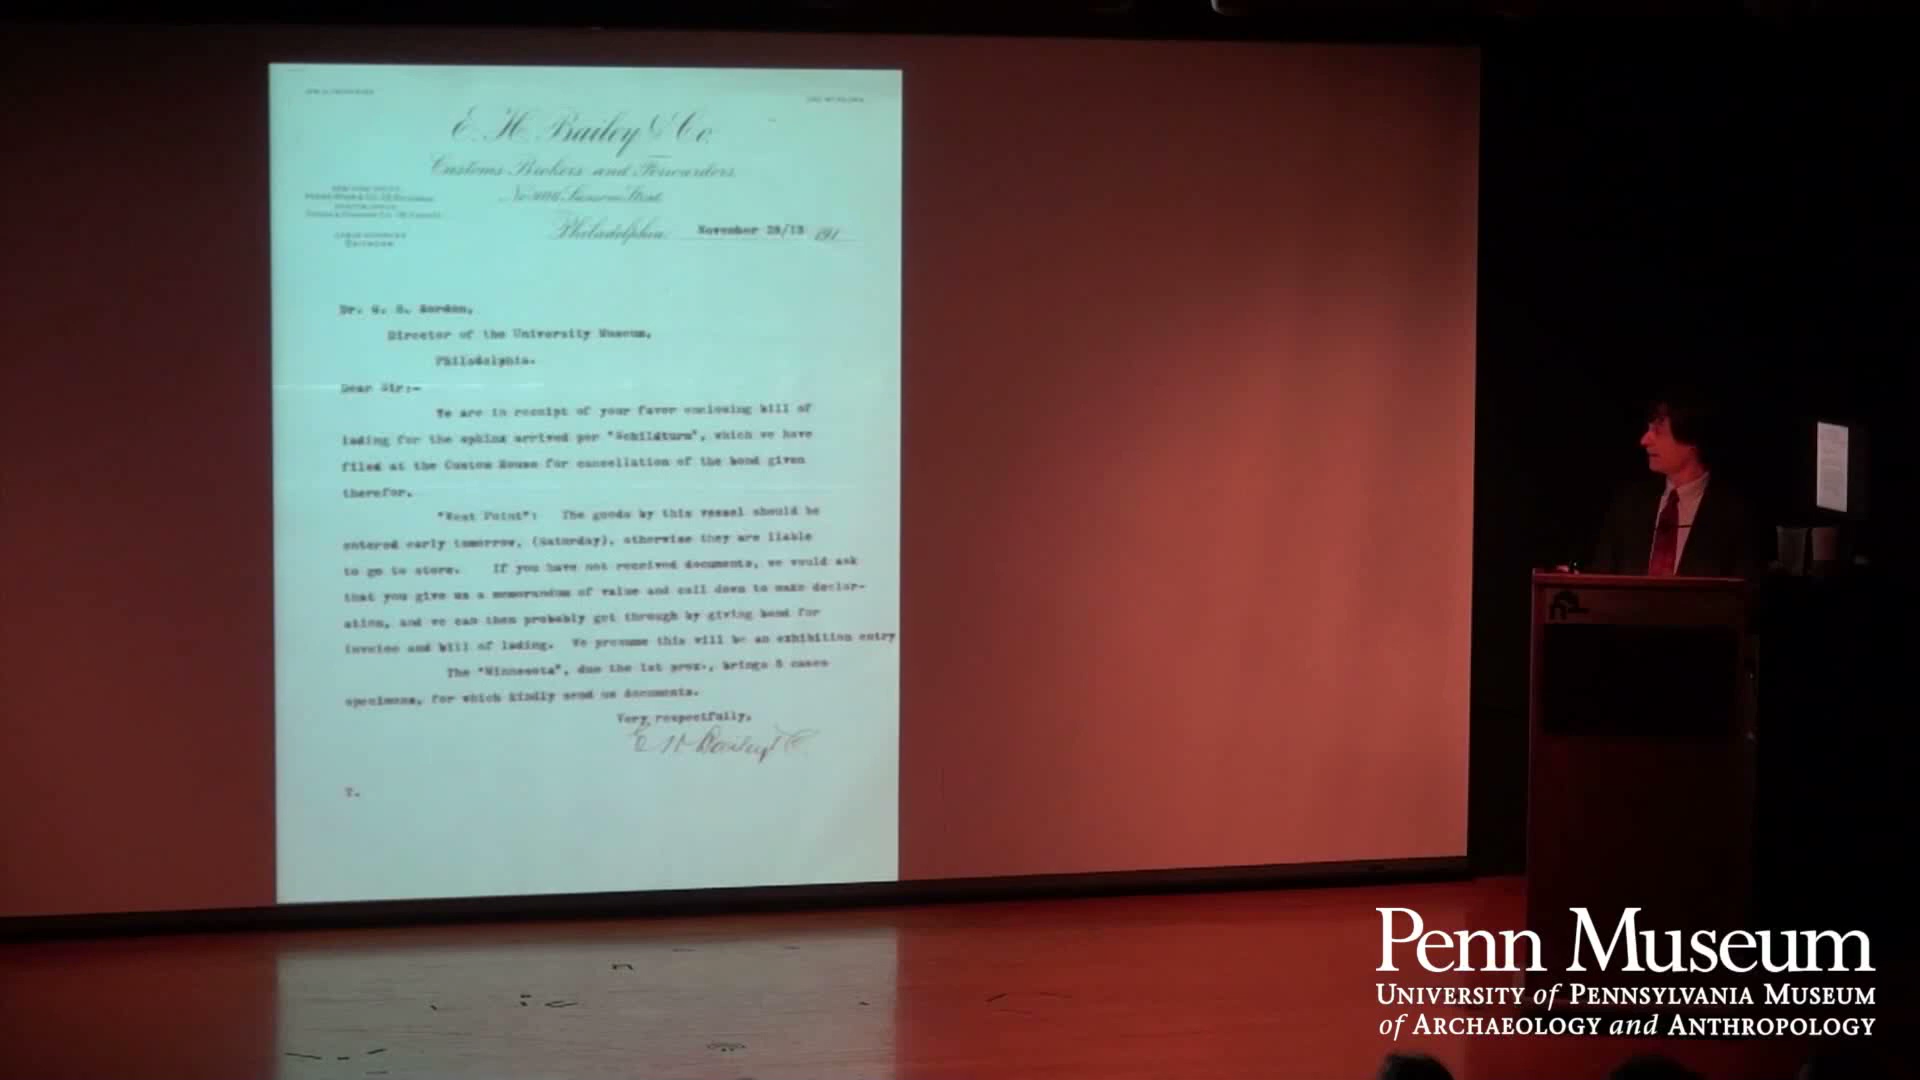 E. H. Bailey & Co.
Customs Brokers and Forwarders
Philadelphia, November 28/13 191
Dr. G. B. Gordon,
Director of the University Museum,
Philadelphia.
Dear Sir:-
We are in receipt of your favor enclosing bill of
lading for the sphinx arrived per "Schildturm", which we have
filed at the Custom House for cancellation of the bond given
therefor.
"West Point": The goods by this vessel should be
entered early tomorrow, (Saturday), otherwise they are liable
to go to store. If you have not received documents, we would ask
that you give us a memorandum of value and call down to make declar-
ation, and we can then probably get through by giving bond for
invoice and bill of lading. We presume this will be an exhibition entry
The "Minnesota", due the 1st prox., brings 5 cases
specimens, for which kindly send us documents.
Very respectfully,
E H Bailey & Co
T.
Penn Museum
University of Pennsylvania Museum
of Archaeology and Anthropology